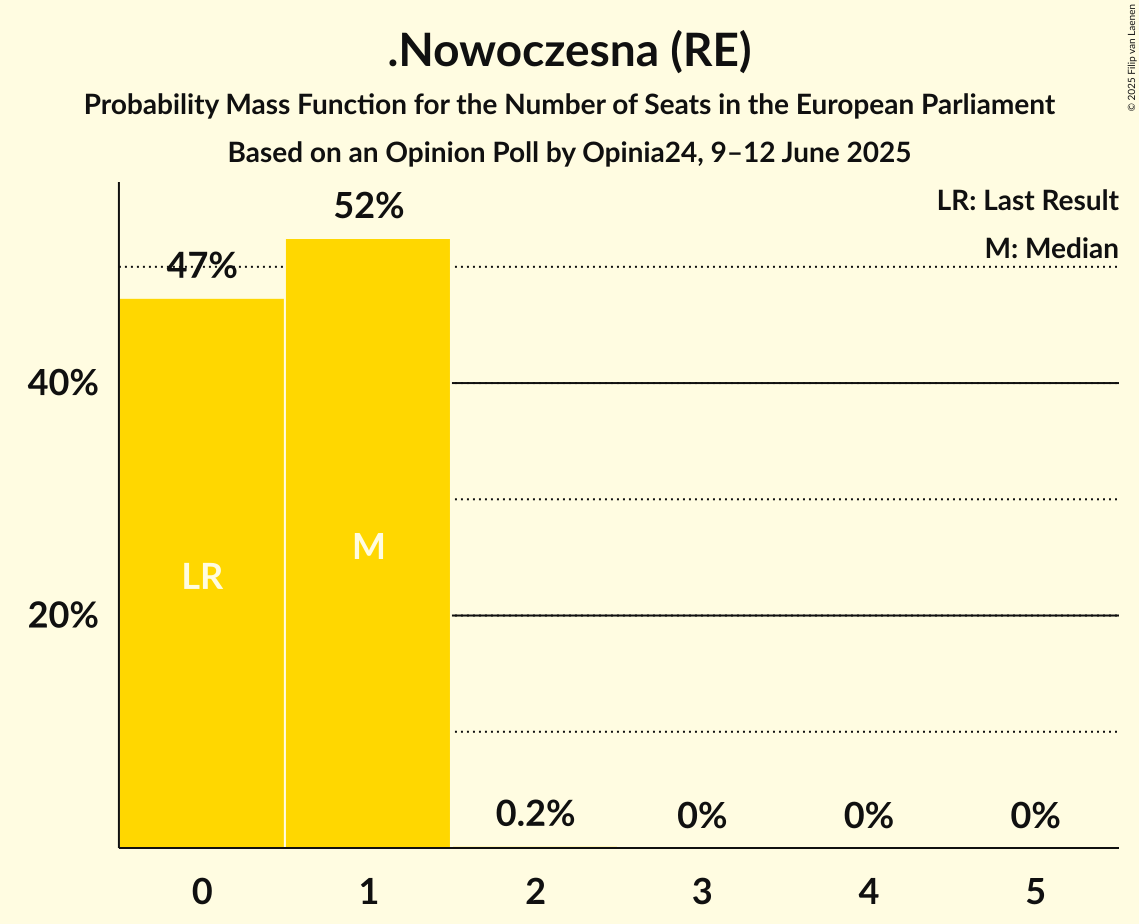 .Nowoczesna (RE)
Probability Mass Function for the Number of Seats in the European Parliament
Based on an Opinion Poll by Opinia24, 9–12 June 2025
© 2025 Filip van Laenen
LR: Last Result
M: Median
52%
47%
40%
20%
LR
M
0.2%
0%
0%
0%
0
1
2
3
4
5